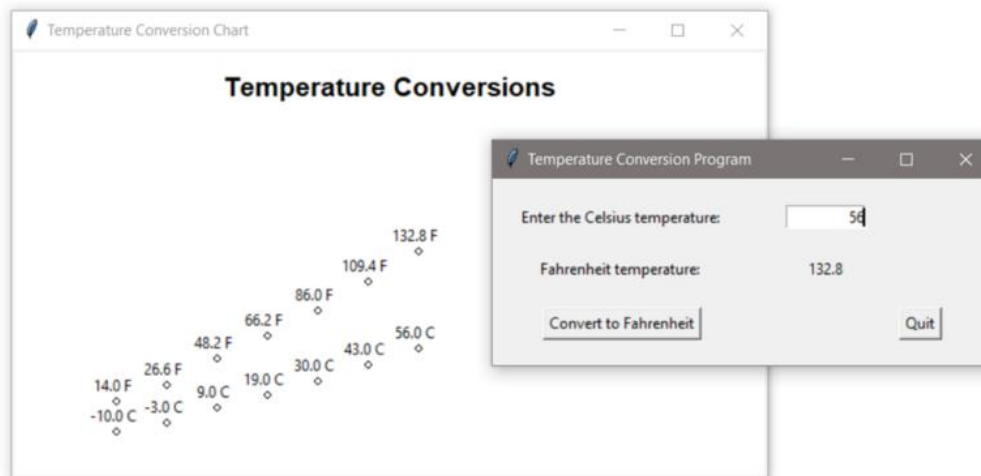 Temperature Conversion Chart
Temperature Conversions
132.8 F
109.4 F
86.0 F
66.2 F
48.2 F
26.6 F
14.0 F
56.0 C
43.0 C
30.0 C
19.0 C
9.0 C
-3.0 C
-10.0 C
Temperature Conversion Program
Enter the Celsius temperature: 56
Fahrenheit temperature: 132.8
Convert to Fahrenheit Quit